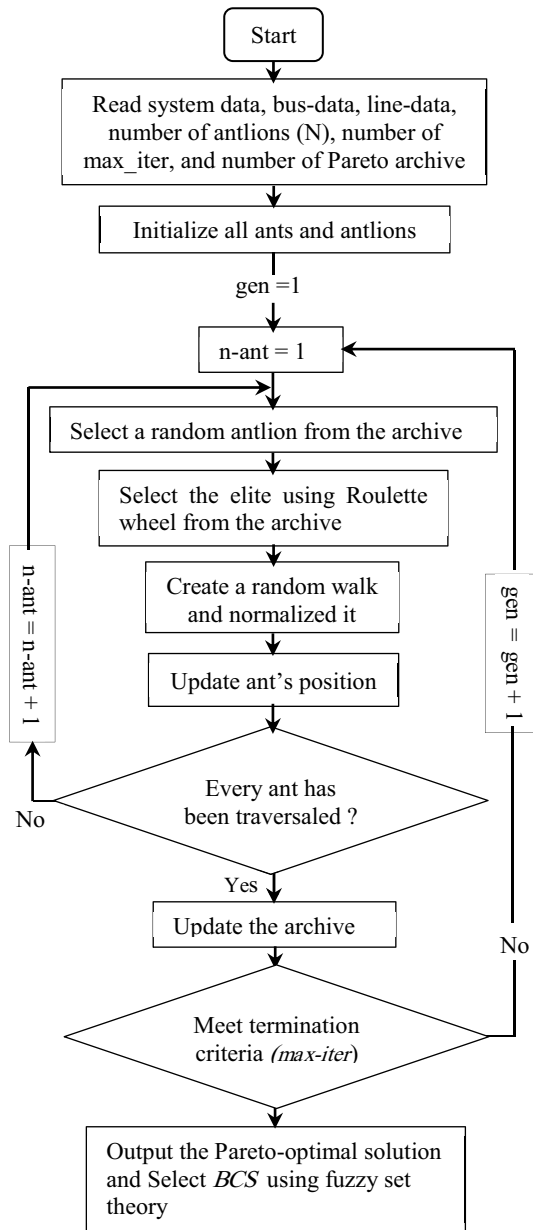 Start
Read system data, bus-data, line-data,
number of antlions (N), number of
max_iter, and number of Pareto archive
Initialize all ants and antlions
gen =1
n-ant = 1
Select a random antlion from the archive
Select the elite using Roulette
wheel from the archive
Create a random walk
and normalized it
Update ant's position
n-ant = n-ant + 1
gen = gen + 1
Every ant has
been traversaled ?
No
Yes
Update the archive
No
Meet termination
criteria (max-iter)
Output the Pareto-optimal solution
and Select BCS using fuzzy set
theory